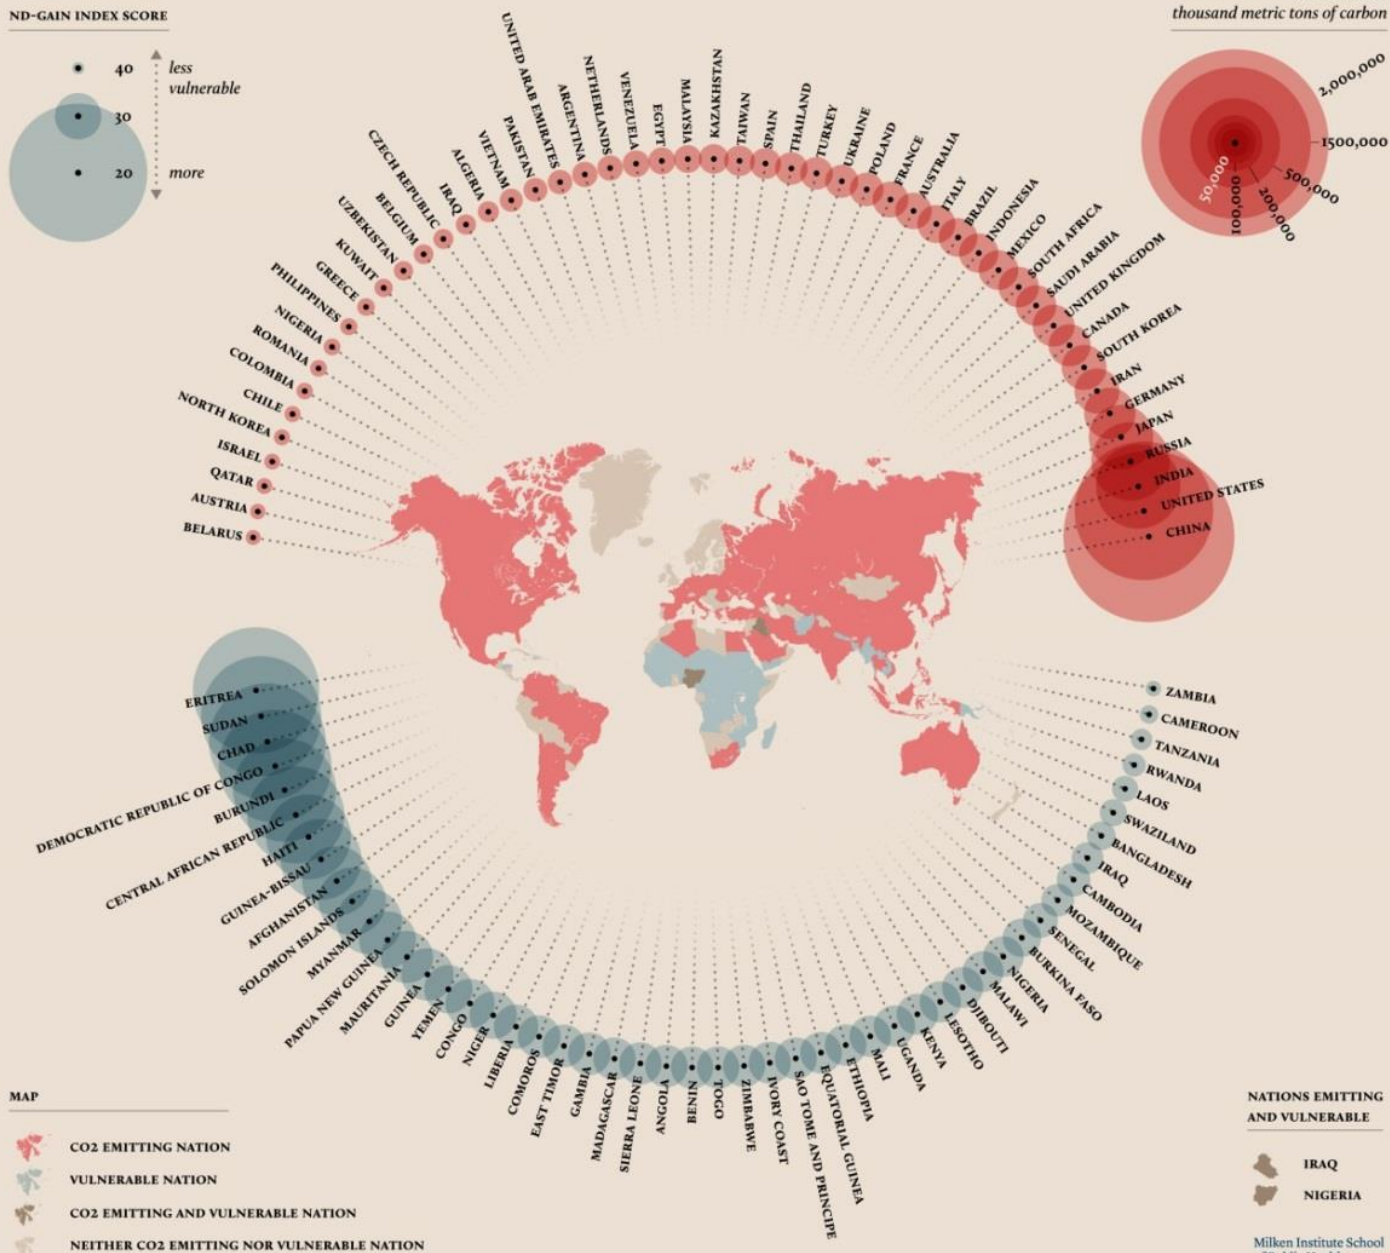 ND-GAIN INDEX SCORE
40
less
vulnerable
30
20
more
thousand metric tons of carbon
2,000,000
1500,000
500,000
200,000
100,000
50,000
BELARUS
AUSTRIA
QATAR
ISRAEL
NORTH KOREA
CHILE
COLOMBIA
ROMANIA
NIGERIA
PHILIPPINES
GREECE
KUWAIT
UZBEKISTAN
BELGIUM
CZECH REPUBLIC
IRAQ
ALGERIA
VIETNAM
PAKISTAN
UNITED ARAB EMIRATES
ARGENTINA
NETHERLANDS
VENEZUELA
EGYPT
MALAYSIA
KAZAKHSTAN
TAIWAN
SPAIN
THAILAND
TURKEY
UKRAINE
POLAND
FRANCE
AUSTRALIA
ITALY
BRAZIL
INDONESIA
MEXICO
SOUTH AFRICA
SAUDI ARABIA
UNITED KINGDOM
CANADA
SOUTH KOREA
IRAN
GERMANY
JAPAN
RUSSIA
INDIA
UNITED STATES
CHINA
ERITREA
SUDAN
CHAD
DEMOCRATIC REPUBLIC OF CONGO
BURUNDI
CENTRAL AFRICAN REPUBLIC
HAITI
GUINEA-BISSAU
AFGHANISTAN
SOLOMON ISLANDS
MYANMAR
PAPUA NEW GUINEA
MAURITANIA
GUINEA
YEMEN
CONGO
NIGER
LIBERIA
COMOROS
EAST TIMOR
GAMBIA
MADAGASCAR
SIERRA LEONE
ANGOLA
BENIN
TOGO
ZIMBABWE
IVORY COAST
SAO TOME AND PRINCIPE
EQUATORIAL GUINEA
ETHIOPIA
MALI
UGANDA
KENYA
LESOTHO
DJIBOUTI
MALAWI
NIGERIA
BURKINA FASO
SENEGAL
MOZAMBIQUE
CAMBODIA
IRAQ
BANGLADESH
SWAZILAND
LAOS
RWANDA
TANZANIA
CAMEROON
ZAMBIA
MAP
CO2 EMITTING NATION
VULNERABLE NATION
CO2 EMITTING AND VULNERABLE NATION
NEITHER CO2 EMITTING NOR VULNERABLE NATION
NATIONS EMITTING
AND VULNERABLE
IRAQ
NIGERIA
Milken Institute School